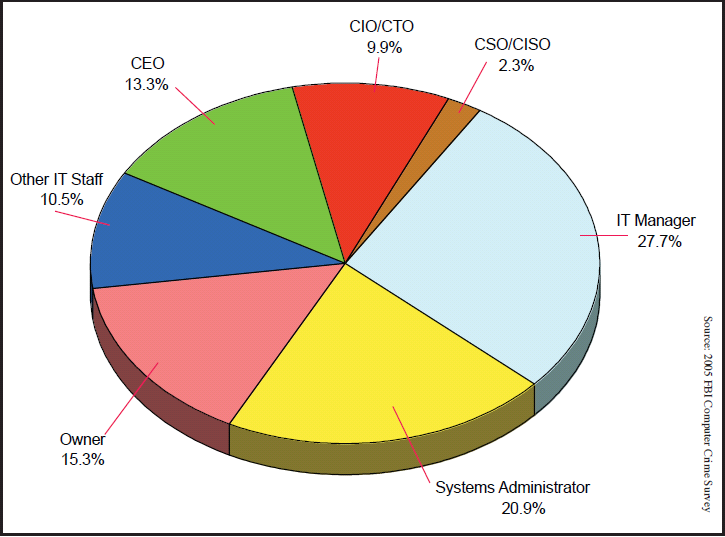 CIO/CTO
9.9%
CSO/CISO
2.3%
CEO
13.3%
Other IT Staff
10.5%
IT Manager
27.7%
Owner
15.3%
Systems Administrator
20.9%
Source: 2005 FBI Computer Crime Survey